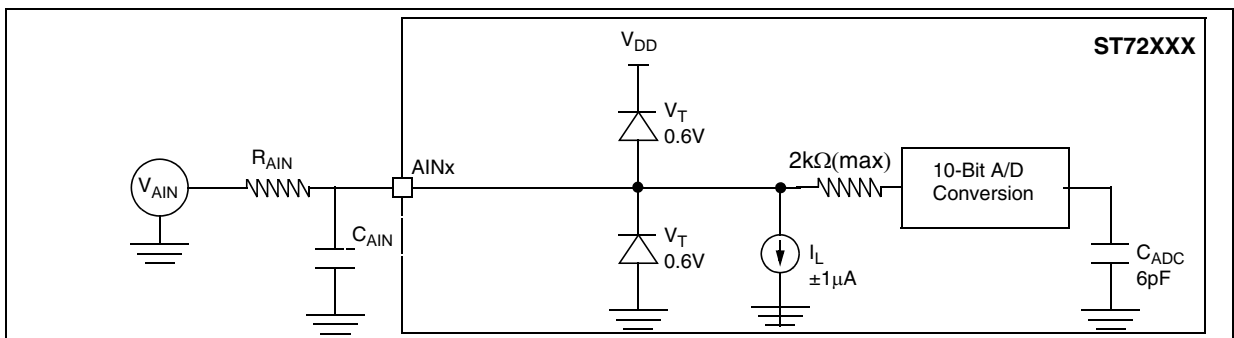 ST72XXX
V_DD
V_T
0.6V
R_AIN
AINx
2kΩ(max)
10-Bit A/D
Conversion
V_AIN
C_AIN
V_T
0.6V
I_L
±1µA
C_ADC
6pF